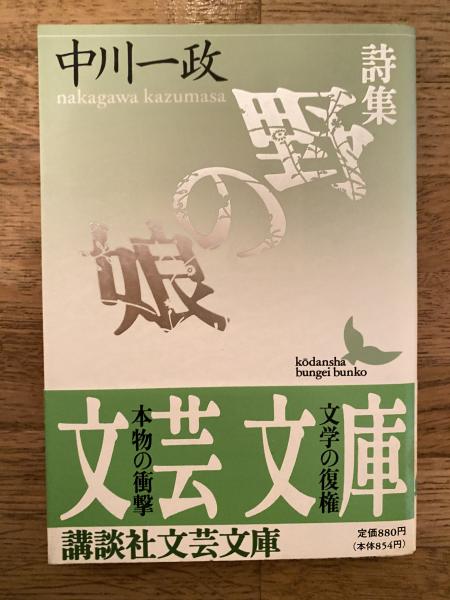 中川一政
nakagawa kazumasa
詩集
野の娘
kōdansha
bungei bunko
文芸文庫
文学の復権
本物の衝撃
講談社文芸文庫
定価880円
(本体854円)